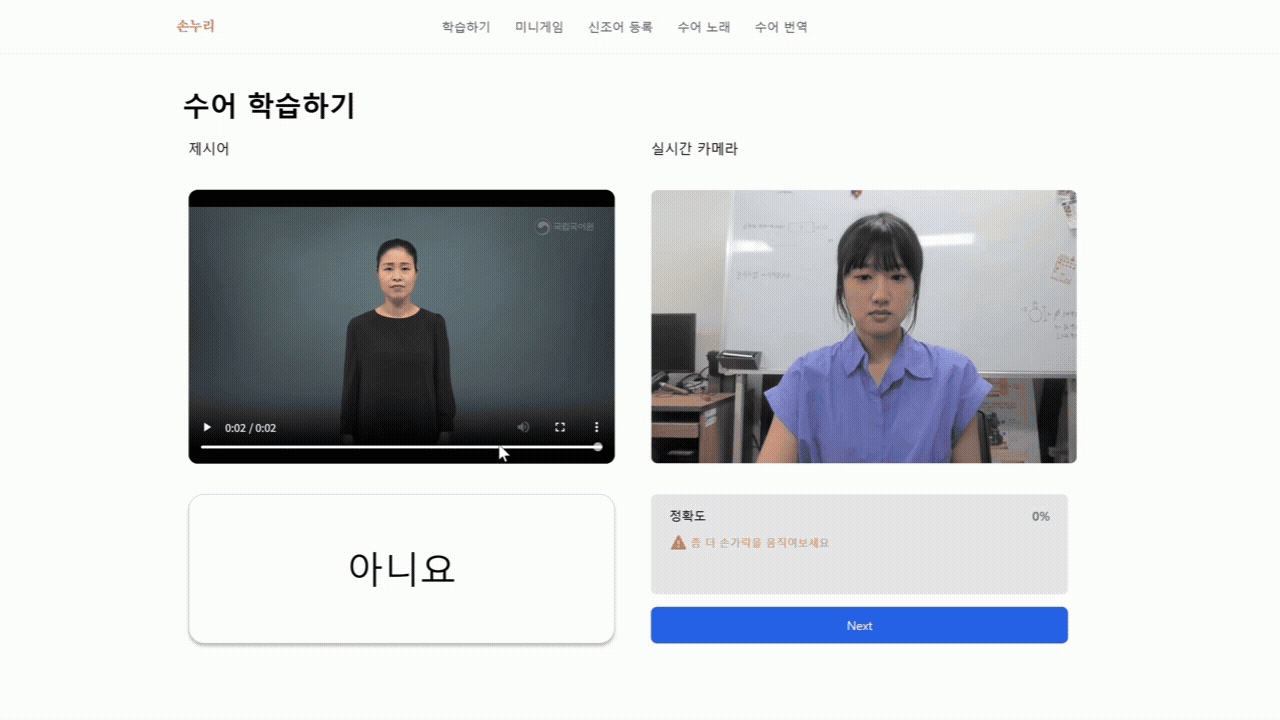 손누리
학습하기 미니게임 신조어 등록 수어 노래 수어 번역
수어 학습하기
제시어
실시간 카메라
국립국어원
0:02 / 0:02
아니요
정확도 0%
좀 더 손가락을 움직여보세요
Next